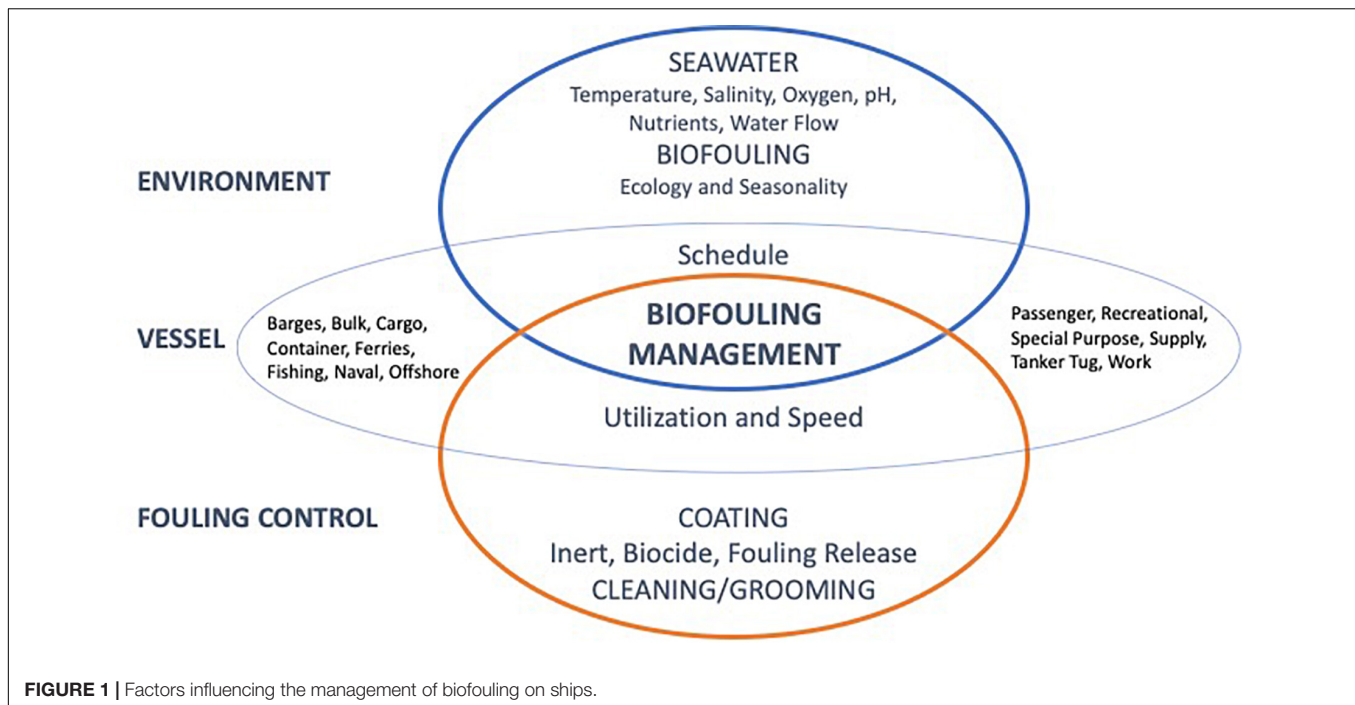 SEAWATER
Temperature, Salinity, Oxygen, pH,
Nutrients, Water Flow
BIOFOULING
Ecology and Seasonality
ENVIRONMENT
Schedule
VESSEL
Barges, Bulk, Cargo,
Container, Ferries,
Fishing, Naval, Offshore
BIOFOULING
MANAGEMENT
Passenger, Recreational,
Special Purpose, Supply,
Tanker Tug, Work
Utilization and Speed
FOULING CONTROL
COATING
Inert, Biocide, Fouling Release
CLEANING/GROOMING
FIGURE 1 | Factors influencing the management of biofouling on ships.